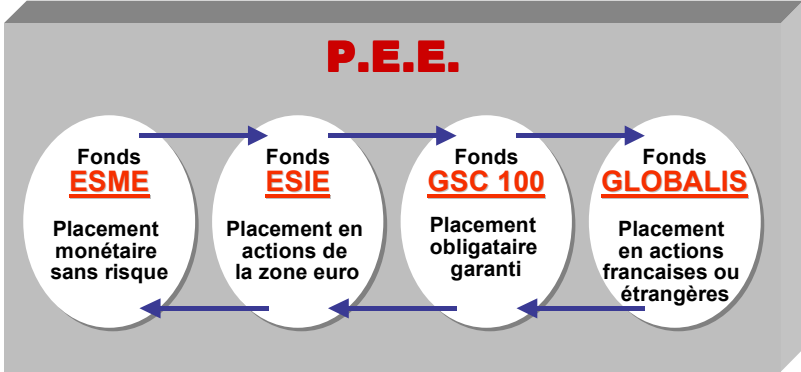 P.E.E.
Fonds
ESME
Placement
monétaire
sans risque
Fonds
ESIE
Placement en
actions de
la zone euro
Fonds
GSC 100
Placement
obligataire
garanti
Fonds
GLOBALIS
Placement
en actions
francaises ou
étrangères